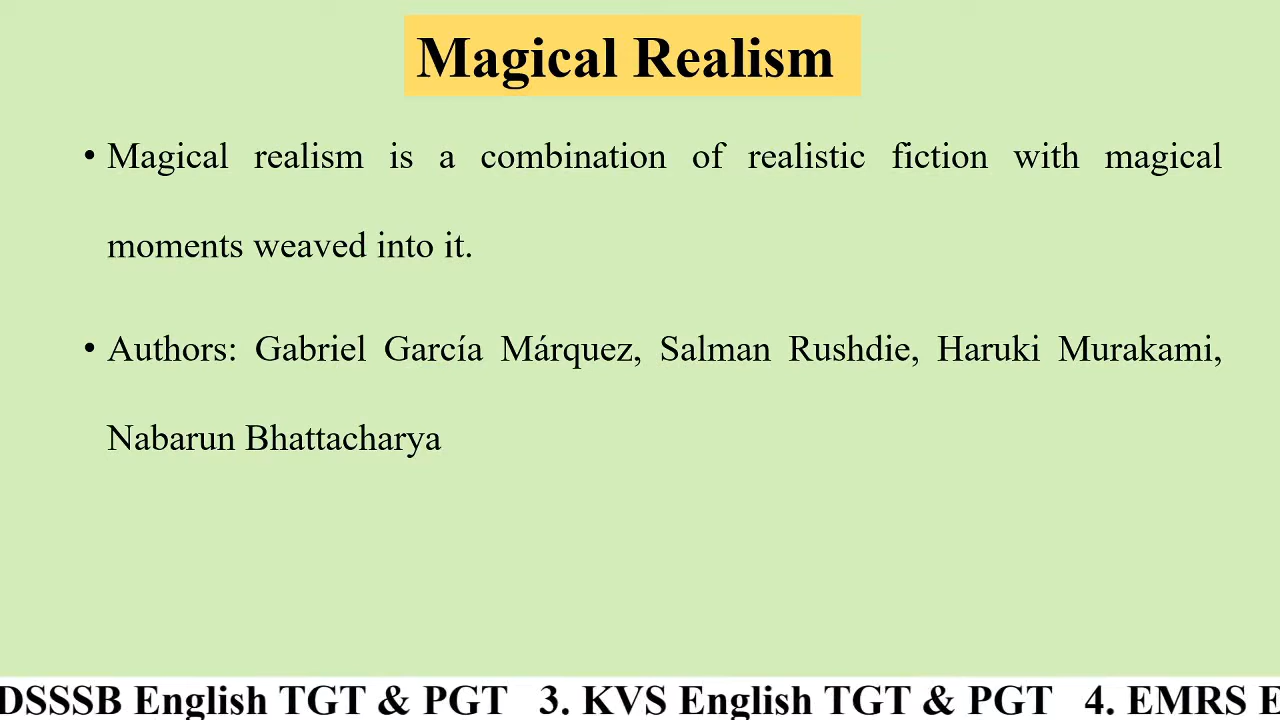 Magical Realism
• Magical realism is a combination of realistic fiction with magical
moments weaved into it.
• Authors: Gabriel García Márquez, Salman Rushdie, Haruki Murakami,
Nabarun Bhattacharya
DSSSB English TGT & PGT 3. KVS English TGT & PGT 4. EMRS E